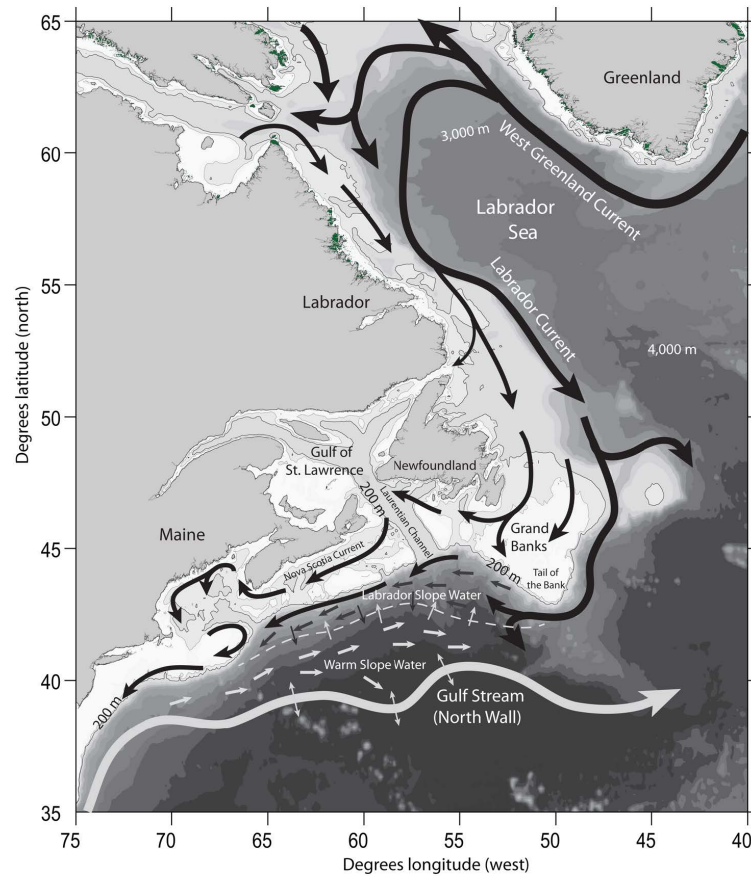 65
60
55
50
45
40
35
75
70
65
60
55
50
45
40
Degrees latitude (north)
Degrees longitude (west)
Greenland
3,000 m
West Greenland Current
Labrador
Sea
Labrador
Labrador Current
4,000 m
Gulf of
St. Lawrence
Newfoundland
200 m
Laurentian Channel
Maine
Grand
Banks
Nova Scotia Current
200 m
Tail of
the Bank
Labrador Slope Water
Warm Slope Water
200 m
Gulf Stream
(North Wall)